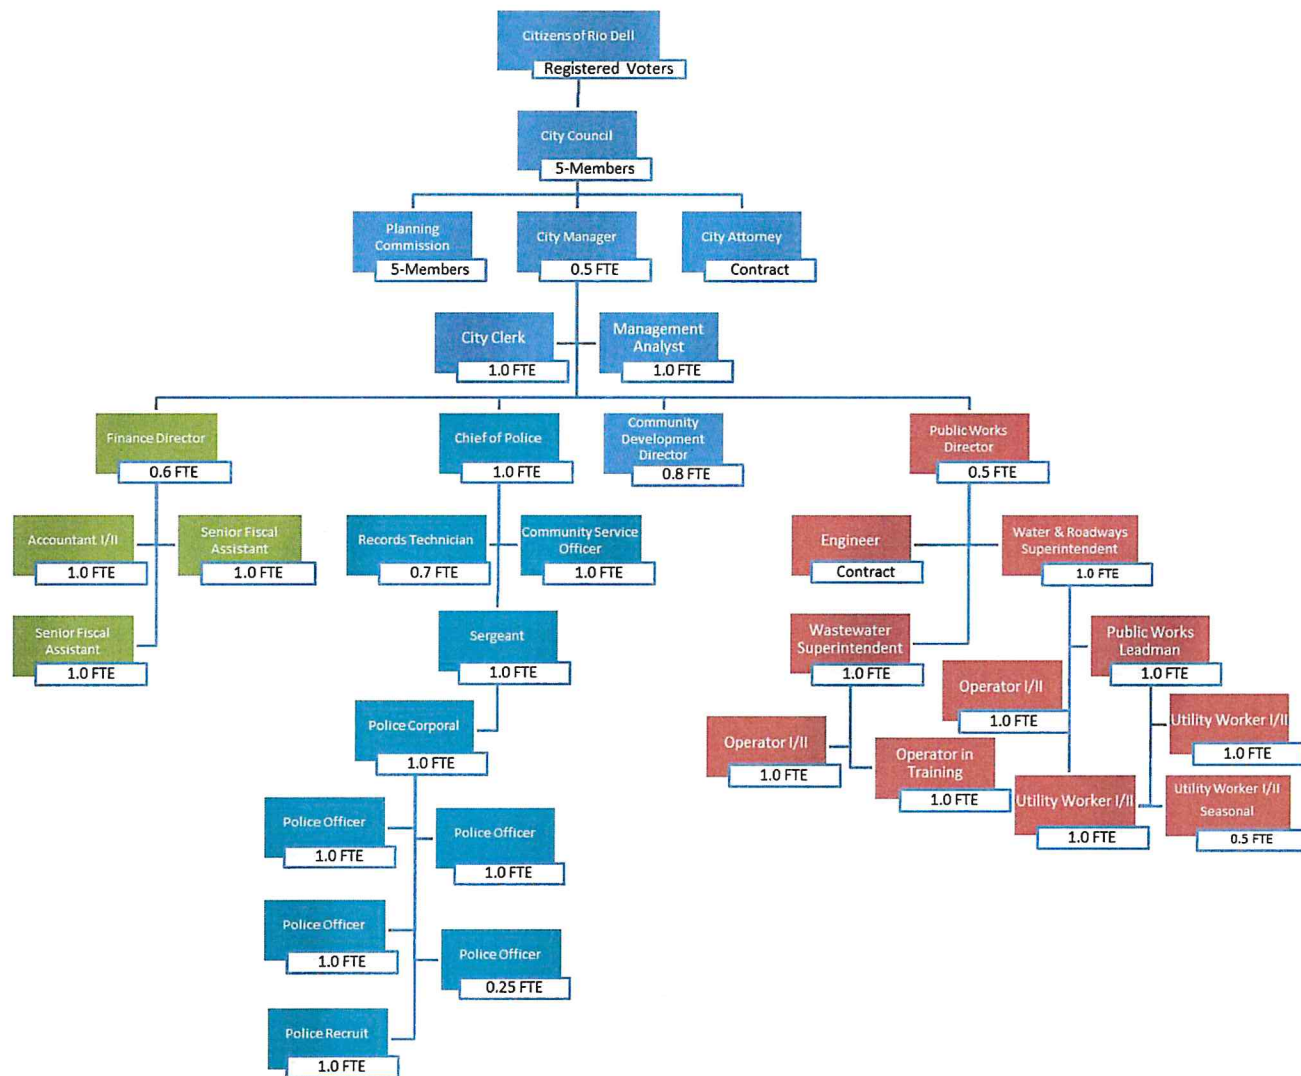 Citizens of Rio Dell
Registered Voters
City Council
5-Members
Planning
Commission
5-Members
City Manager
0.5 FTE
City Attorney
Contract
City Clerk
1.0 FTE
Management
Analyst
1.0 FTE
Finance Director
0.6 FTE
Chief of Police
1.0 FTE
Community
Development
Director
0.8 FTE
Public Works
Director
0.5 FTE
Accountant I/II
1.0 FTE
Senior Fiscal
Assistant
1.0 FTE
Senior Fiscal
Assistant
1.0 FTE
Records Technician
0.7 FTE
Community Service
Officer
1.0 FTE
Sergeant
1.0 FTE
Police Corporal
1.0 FTE
Police Officer
1.0 FTE
Police Officer
1.0 FTE
Police Officer
1.0 FTE
Police Officer
0.25 FTE
Police Recruit
1.0 FTE
Engineer
Contract
Water & Roadways
Superintendent
1.0 FTE
Wastewater
Superintendent
1.0 FTE
Operator I/II
1.0 FTE
Operator in
Training
1.0 FTE
Public Works
Leadman
1.0 FTE
Operator I/II
1.0 FTE
Utility Worker I/II
1.0 FTE
Utility Worker I/II
1.0 FTE
Utility Worker I/II
Seasonal
0.5 FTE